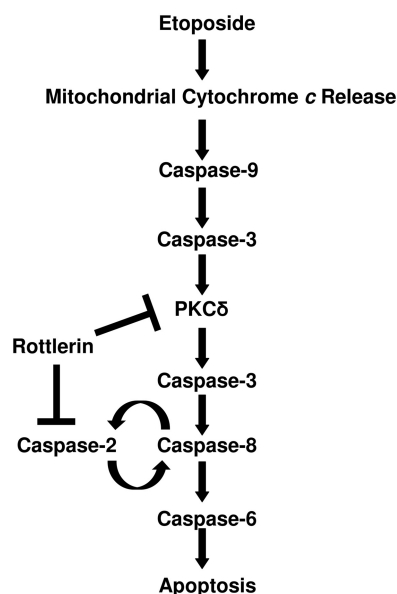 Etoposide
Mitochondrial Cytochrome c Release
Caspase-9
Caspase-3
PKCδ
Rottlerin
Caspase-3
Caspase-2 Caspase-8
Caspase-6
Apoptosis